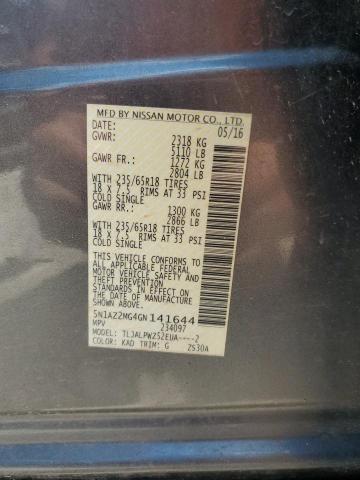 MFD BY NISSAN MOTOR CO., LTD.
DATE: 05/16
GVWR: 2318 KG
5110 LB
GAWR FR: 1272 KG
2804 LB
WITH 235/65R18 TIRES
18 X 7.5 RIMS AT 33 PSI
COLD SINGLE
GAWR RR: 1300 KG
2866 LB
WITH 235/65R18 TIRES
18 X 7.5 RIMS AT 33 PSI
COLD SINGLE
THIS VEHICLE CONFORMS TO
ALL APPLICABLE FEDERAL
MOTOR VEHICLE SAFETY
STANDARDS IN EFFECT ON
THE DATE OF MANUFACTURE
SHOWN ABOVE
5N1AZ2MG4GN141644
MPV 234097
MODEL: TLJALPWZ52EUA----2
COLOR: KAD TRIM: G Z530A